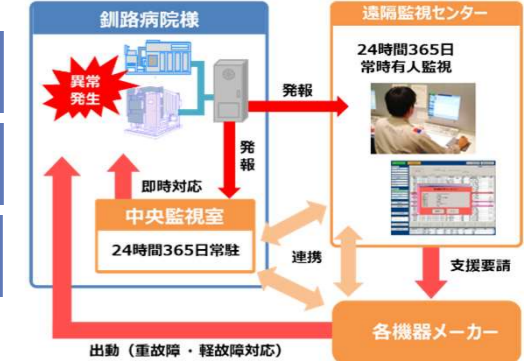 釧路病院様
異常
発生
発報
発
報
即時対応
中央監視室
24時間365日常駐
遠隔監視センター
24時間365日
常時有人監視
連携
支援要請
各機器メーカー
出動（重故障・軽故障対応）